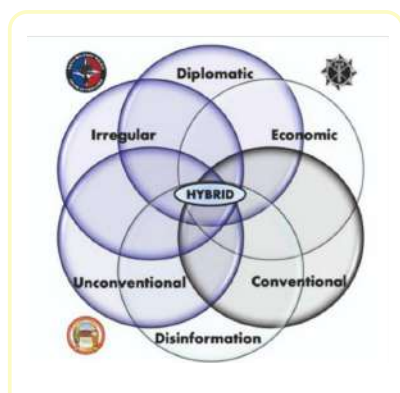 Diplomatic
Irregular
Economic
HYBRID
Unconventional
Conventional
Disinformation